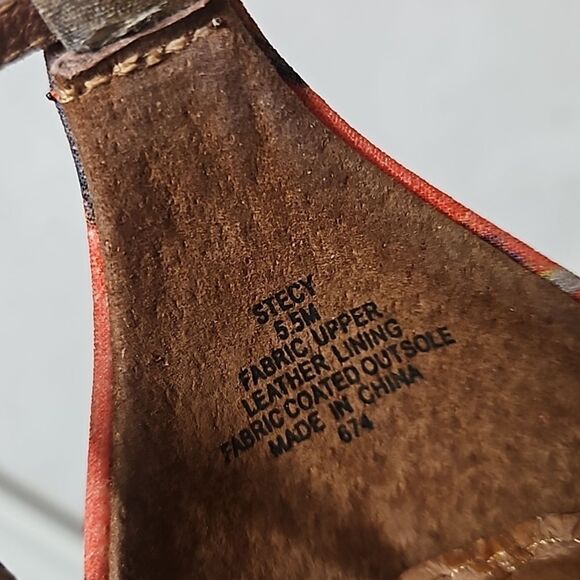 STECY
5.5M
FABRIC UPPER
LEATHER LINING
FABRIC COATED OUTSOLE
MADE IN CHINA
674